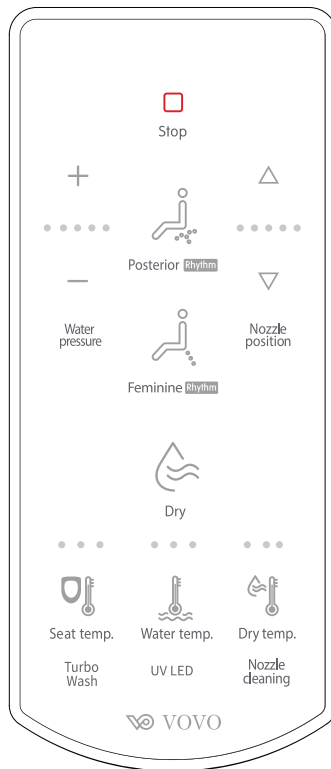 Stop
Posterior Rhythm
Water
pressure
Nozzle
position
Feminine Rhythm
Dry
Seat temp.
Water temp.
Dry temp.
Turbo
Wash
UV LED
Nozzle
cleaning
VOVO